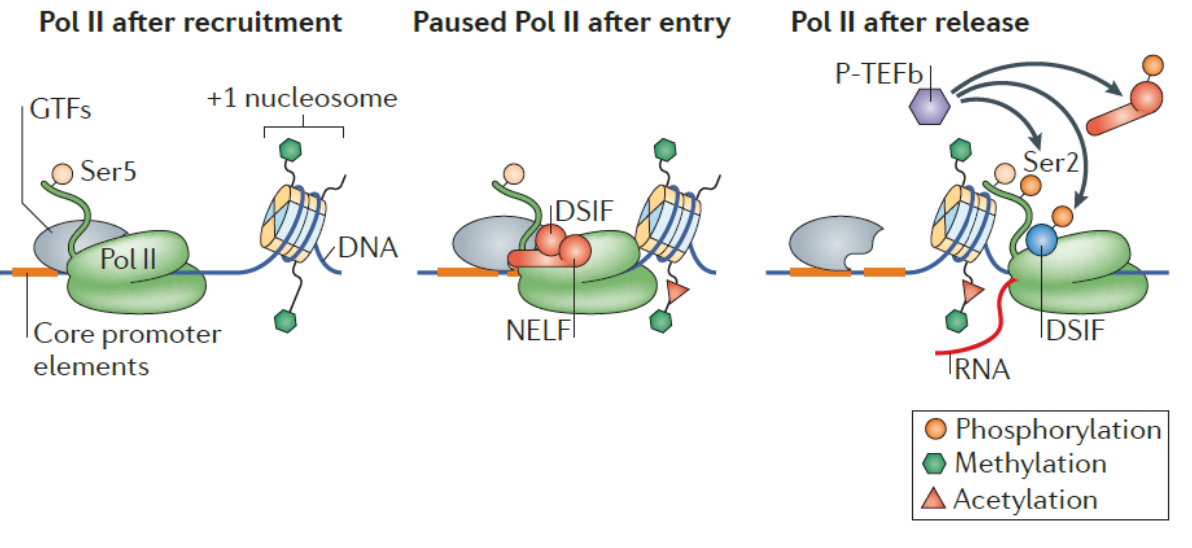 Pol II after recruitment
Paused Pol II after entry
Pol II after release
GTFs
+1 nucleosome
Ser5
Pol II
DNA
Core promoter
elements
DSIF
NELF
P-TEFb
Ser2
DSIF
RNA
Phosphorylation
Methylation
Acetylation